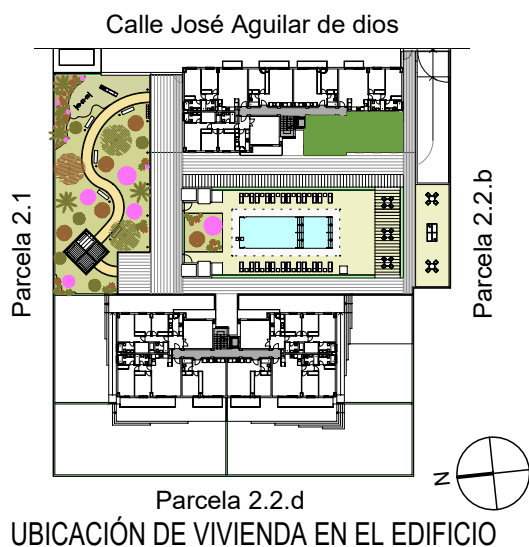 Calle José Aguilar de dios
Parcela 2.1
Parcela 2.2.b
N
Parcela 2.2.d
UBICACIÓN DE VIVIENDA EN EL EDIFICIO